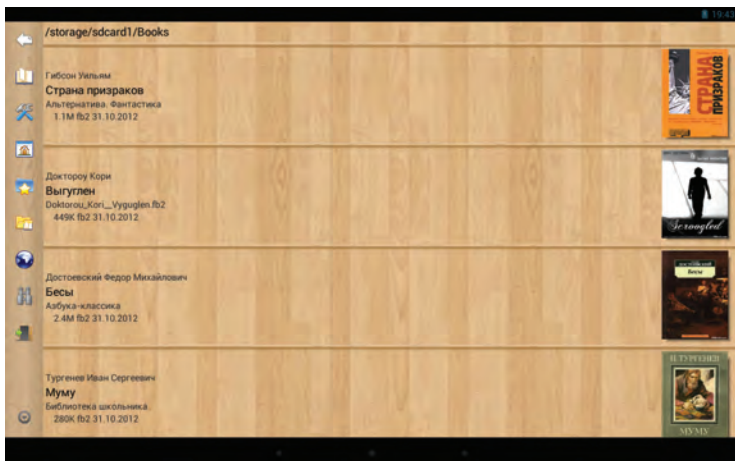 19:43
/storage/sdcard1/Books
Гибсон Уильям
Страна призраков
Альтернатива. Фантастика
1.1M fb2 31.10.2012
СТРАНА
ПРИЗРАКОВ
Доктороу Кори
Выгуглен
Doktorou_Kori__Vyguglen.fb2
449K fb2 31.10.2012
Scroogled
Достоевский Федор Михайлович
Бесы
Азбука-классика
2.4M fb2 31.10.2012
Бесы
Тургенев Иван Сергеевич
Муму
Библиотека школьника.
280K fb2 31.10.2012
И. ТУРГЕНЕВ
МУМУ